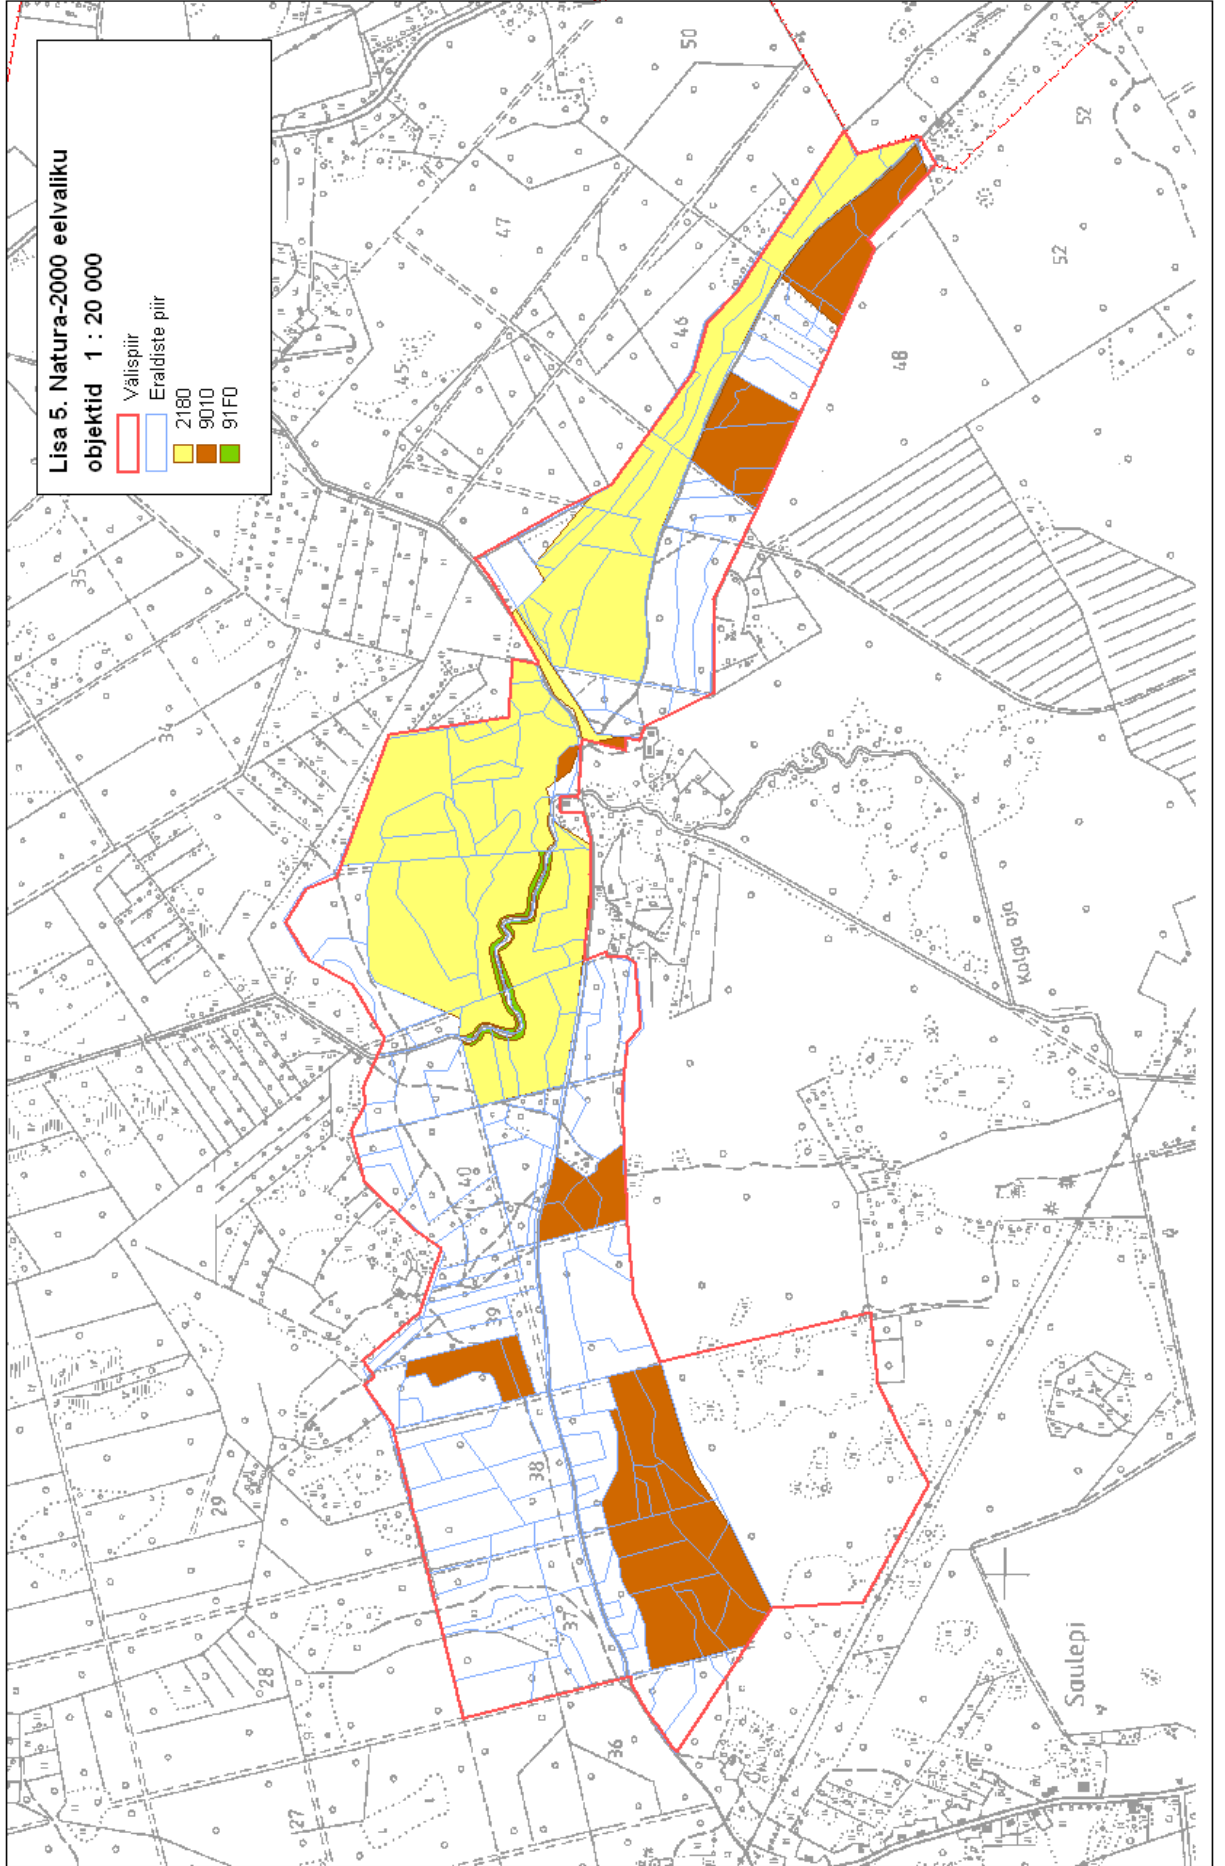 Lisa 5. Natura-2000 eelvaliku
objektid 1 : 20 000
Välispiir
Eraldiste piir
2180
9010
91F0
50
47
46
45
52
52
48
35
34
40
39
38
37
36
29
28
27
Kolga oja
Saulepi